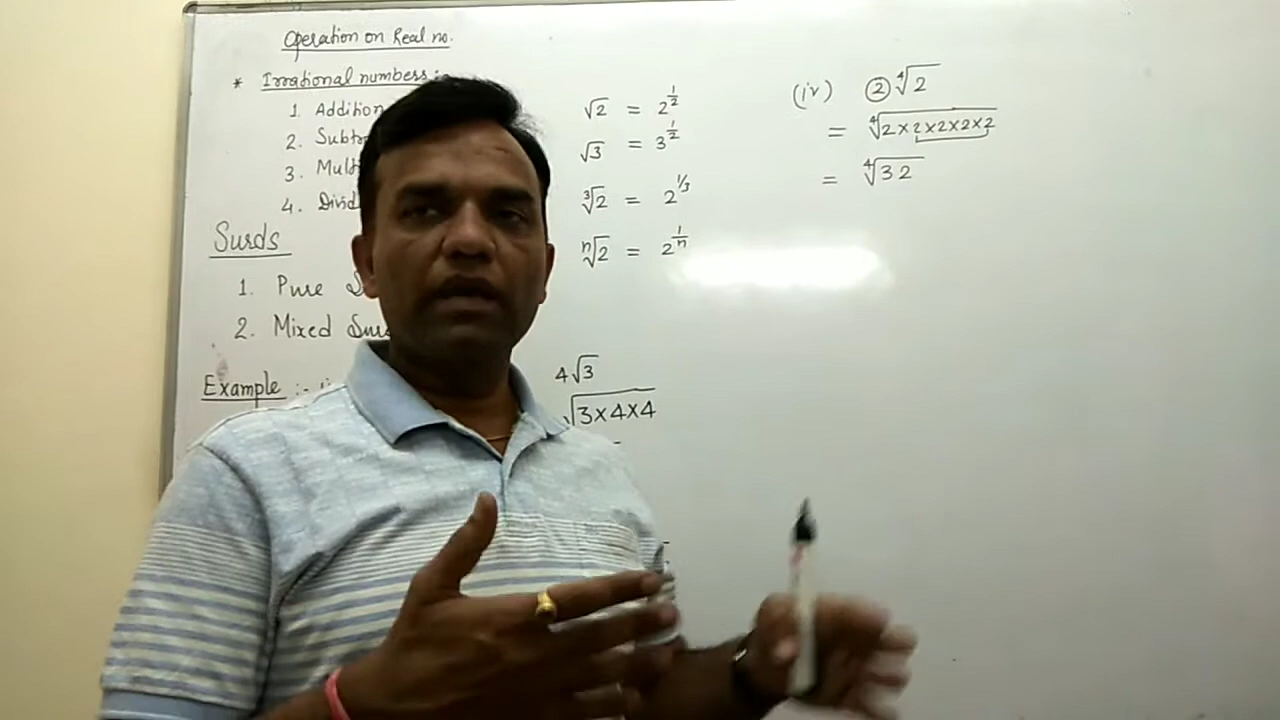 Operation on Real no.
* Irrational numbers :-
1. Addition
2. Subtr
3. Mult
4. Divid
Surds
1. Pure S
2. Mixed Surd
Example :- (i
√2 = 2^(1/2)
√3 = 3^(1/2)
∛2 = 2^(1/3)
ⁿ√2 = 2^(1/n)
4√3
√(3×4×4)
(iv) ② ∜2
= ∜(2×2×2×2×2)
= ∜32